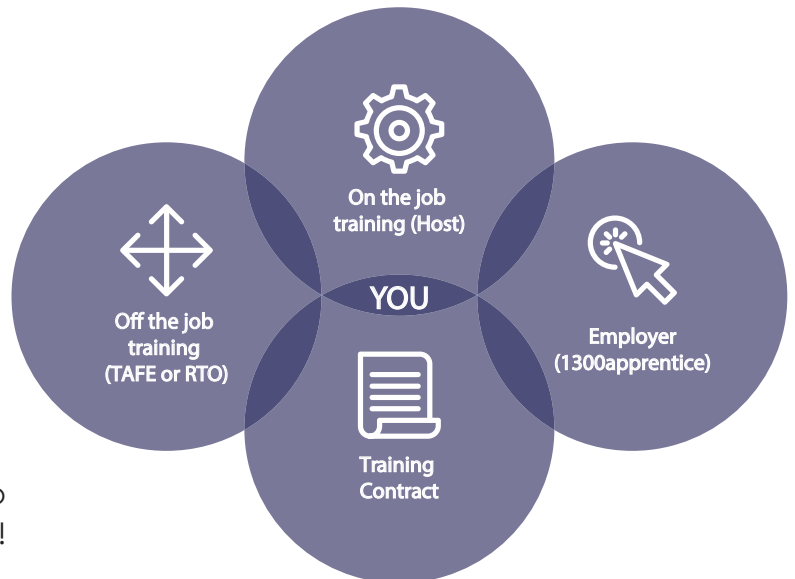 On the job
training (Host)
YOU
Off the job
training
(TAFE or RTO)
Employer
(1300apprentice)
Training
Contract
!